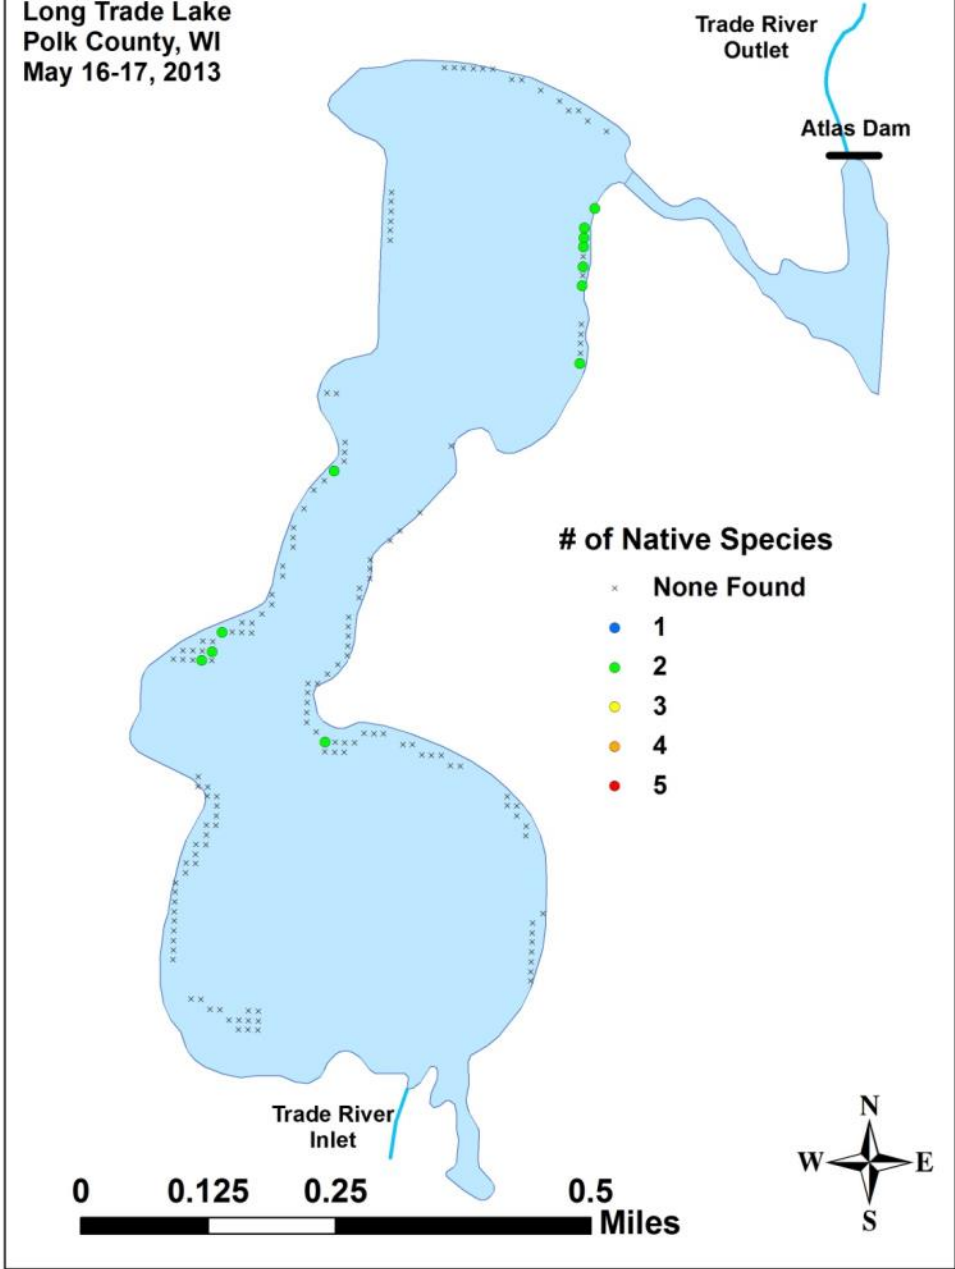 Long Trade Lake
Polk County, WI
May 16-17, 2013
Trade River
Outlet
Atlas Dam
# of Native Species
None Found
1
2
3
4
5
Trade River
Inlet
N
W E
S
0 0.125 0.25 0.5
Miles